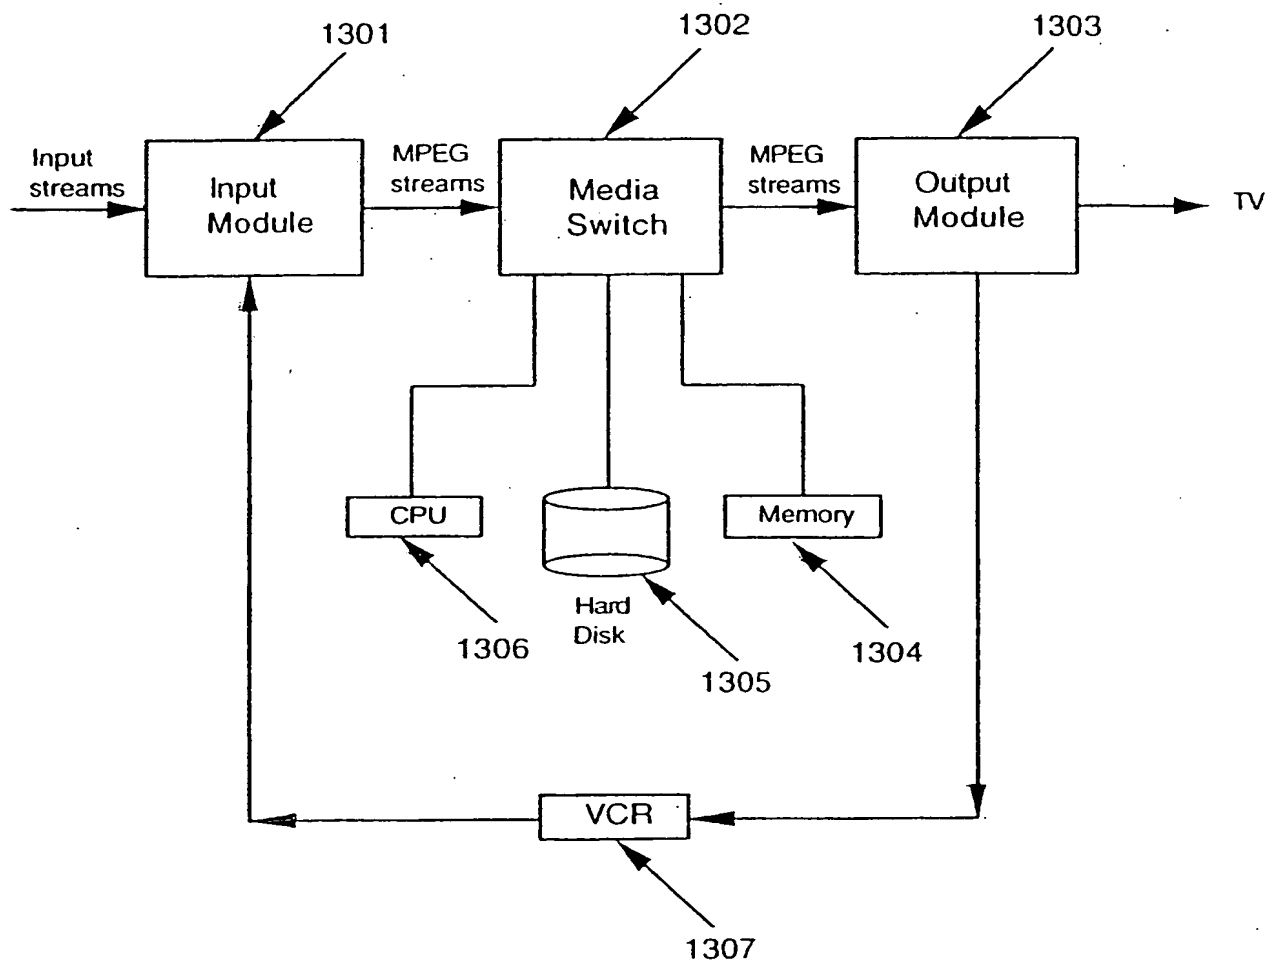 1301
1302
1303
Input
streams
Input
Module
MPEG
streams
Media
Switch
MPEG
streams
Output
Module
TV
CPU
Hard
Disk
Memory
1306
1305
1304
VCR
1307